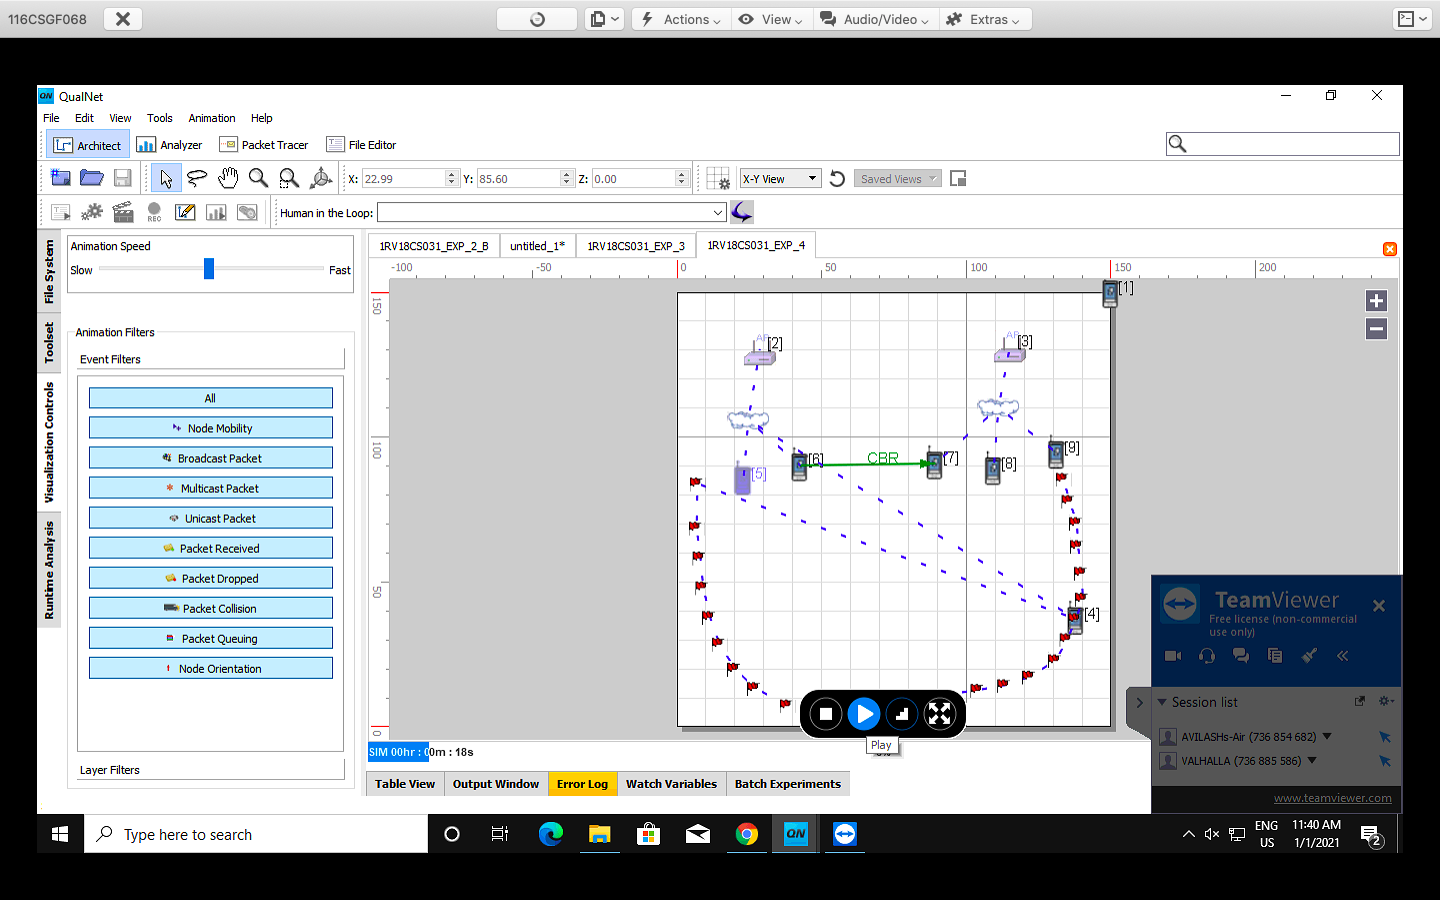 116CSGF068
Actions
View
Audio/Video
Extras
QN QualNet
File Edit View Tools Animation Help
Architect Analyzer Packet Tracer File Editor
X: 22.99 Y: 85.60 Z: 0.00 X-Y View Saved Views
REC Human in the Loop:
File System
Toolset
Visualization Controls
Runtime Analysis
Animation Speed
Slow Fast
Animation Filters
Event Filters
All
Node Mobility
Broadcast Packet
Multicast Packet
Unicast Packet
Packet Received
Packet Dropped
Packet Collision
Packet Queuing
Node Orientation
Layer Filters
1RV18CS031_EXP_2_B untitled_1* 1RV18CS031_EXP_3 1RV18CS031_EXP_4
-100 -50 0 50 100 150 200
150
100
50
0
[1]
AP [2]
AP [3]
[5]
[6]
CBR
[7]
[8]
[9]
[4]
Play
SIM 00hr : 00m : 18s
Table View Output Window Error Log Watch Variables Batch Experiments
TeamViewer
Free license (non-commercial
use only)
Session list
AVILASHs-Air (736 854 682)
VALHALLA (736 885 586)
www.teamviewer.com
Type here to search
QN
ENG
US
11:40 AM
1/1/2021
2